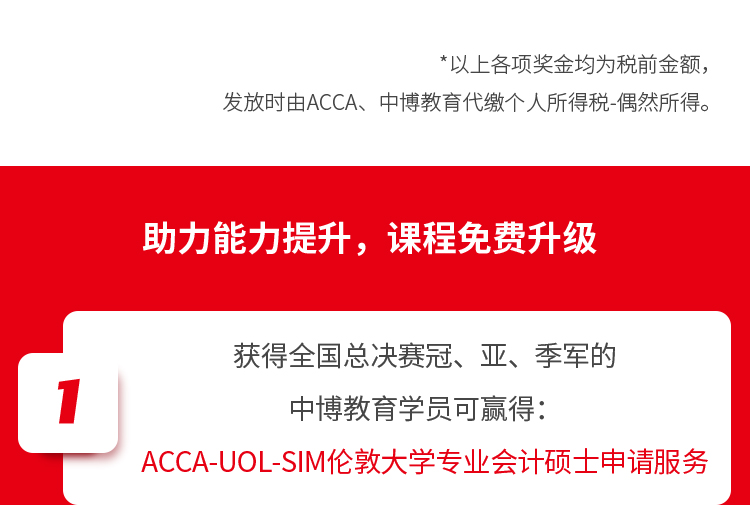 *以上各项奖金均为税前金额，
发放时由ACCA、中博教育代缴个人所得税-偶然所得。
助力能力提升，课程免费升级
获得全国总决赛冠、亚、季军的
1
中博教育学员可赢得：
ACCA-UOL-SIM伦敦大学专业会计硕士申请服务